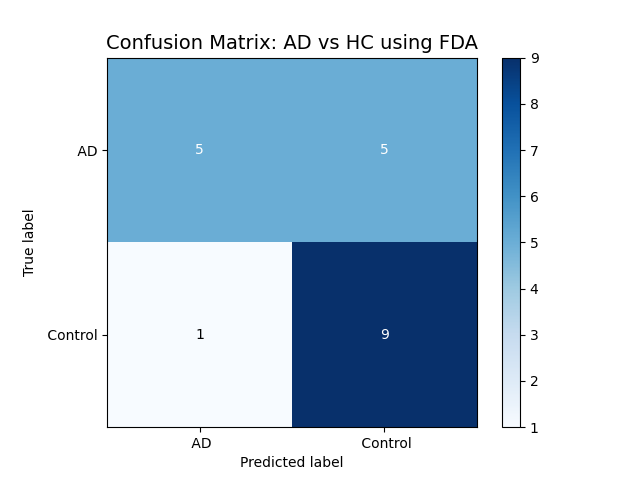 Confusion Matrix: AD vs HC using FDA
True label
AD
Control
5
5
1
9
AD
Control
Predicted label
9
8
7
6
5
4
3
2
1